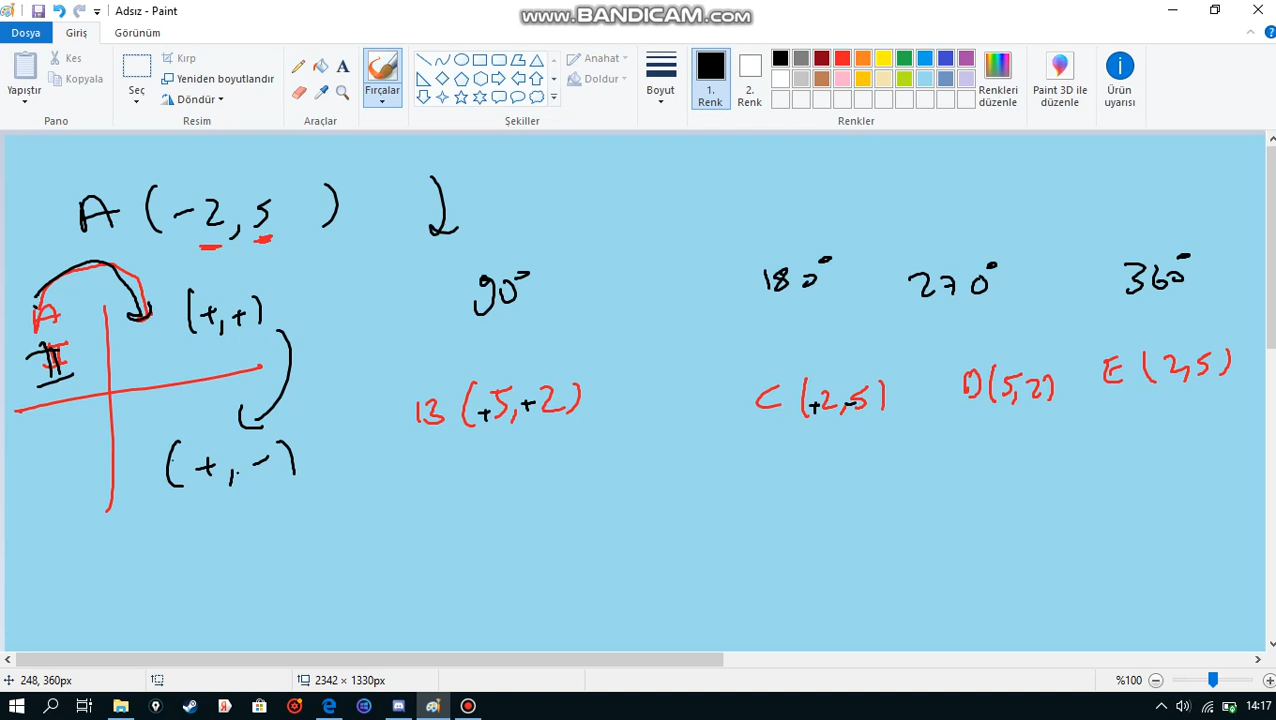 Adsız - Paint
www.BANDICAM.com
Dosya
Giriş
Görünüm
Yapıştır
Kes
Kopyala
Pano
Seç
Kırp
Yeniden boyutlandır
Döndür
Resim
A
Araçlar
Fırçalar
Anahat
Doldur
Şekiller
Boyut
1. Renk
2. Renk
Renkleri düzenle
Renkler
Paint 3D ile düzenle
Ürün uyarısı
A (-2, 5 )
90° 180° 270° 360°
A
II
(+,+)
(+,-)
B (+5,+2) C (+2,-5) D(5,2) E (2,5)
248, 360px
2342 × 1330px
%100
14:17